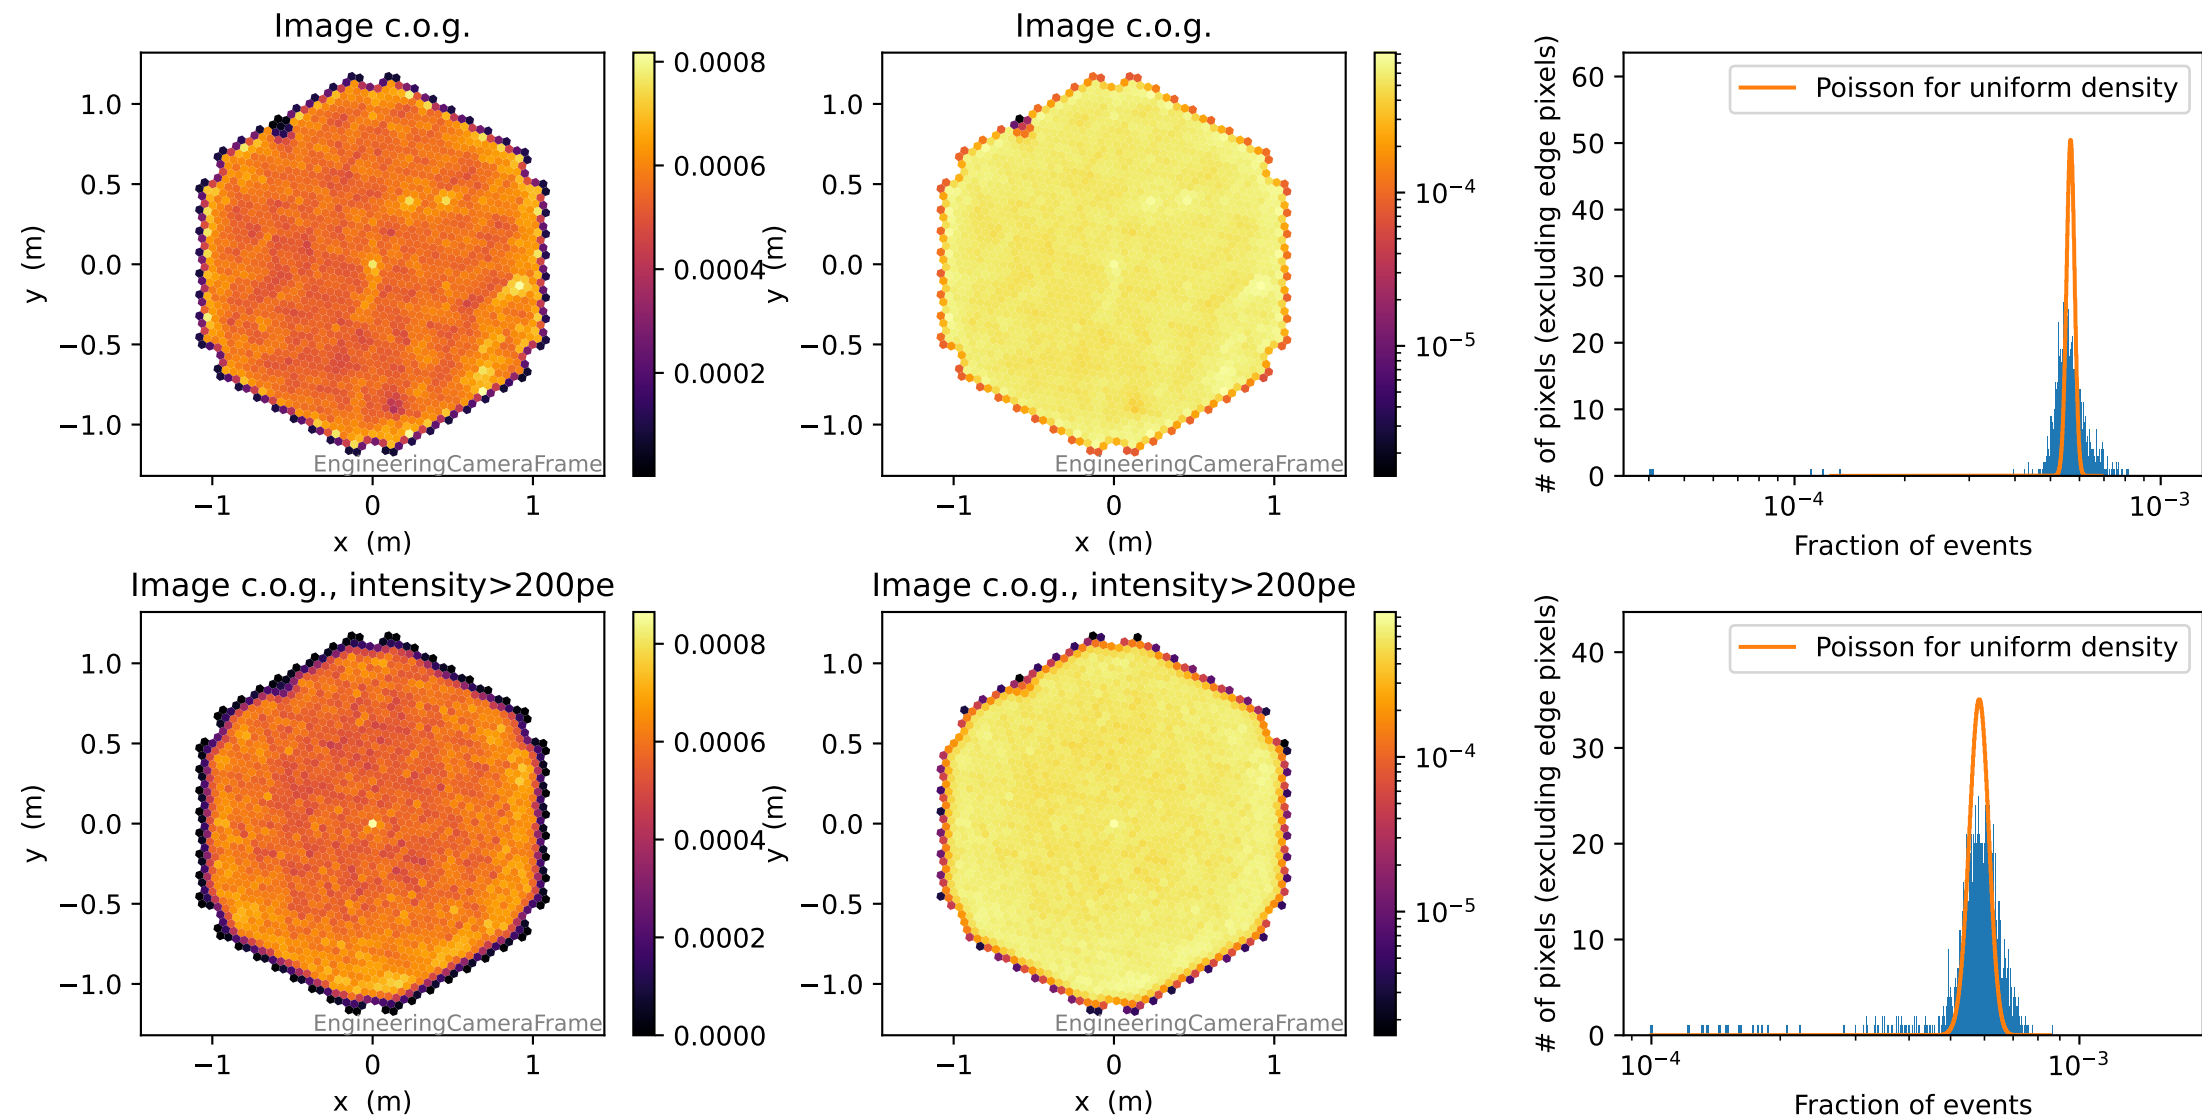 Image c.o.g.
1.0
0.5
0.0
−0.5
−1.0
y (m)
−1
0
1
x (m)
EngineeringCameraFrame
0.0008
0.0006
0.0004
0.0002
Image c.o.g.
1.0
0.5
0.0
−0.5
−1.0
y (m)
−1
0
1
x (m)
EngineeringCameraFrame
10−4
10−5
# of pixels (excluding edge pixels)
60
50
40
30
20
10
0
Poisson for uniform density
10−4
10−3
Fraction of events
Image c.o.g., intensity>200pe
1.0
0.5
0.0
−0.5
−1.0
y (m)
−1
0
1
x (m)
EngineeringCameraFrame
0.0008
0.0006
0.0004
0.0002
0.0000
Image c.o.g., intensity>200pe
1.0
0.5
0.0
−0.5
−1.0
y (m)
−1
0
1
x (m)
EngineeringCameraFrame
10−4
10−5
# of pixels (excluding edge pixels)
40
30
20
10
0
Poisson for uniform density
10−4
10−3
Fraction of events